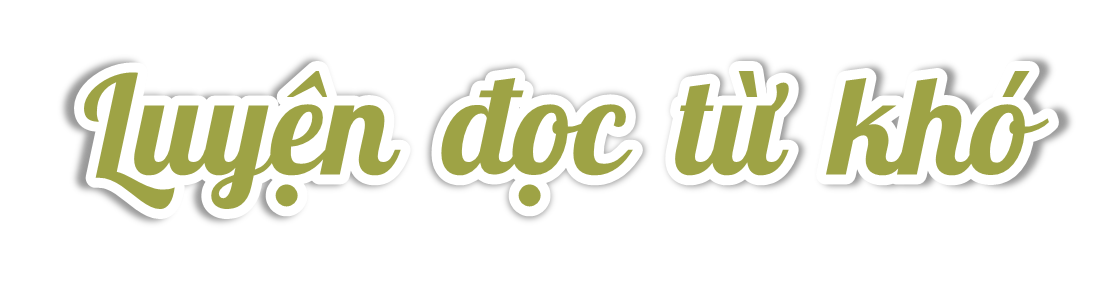 Luyện đọc từ khó